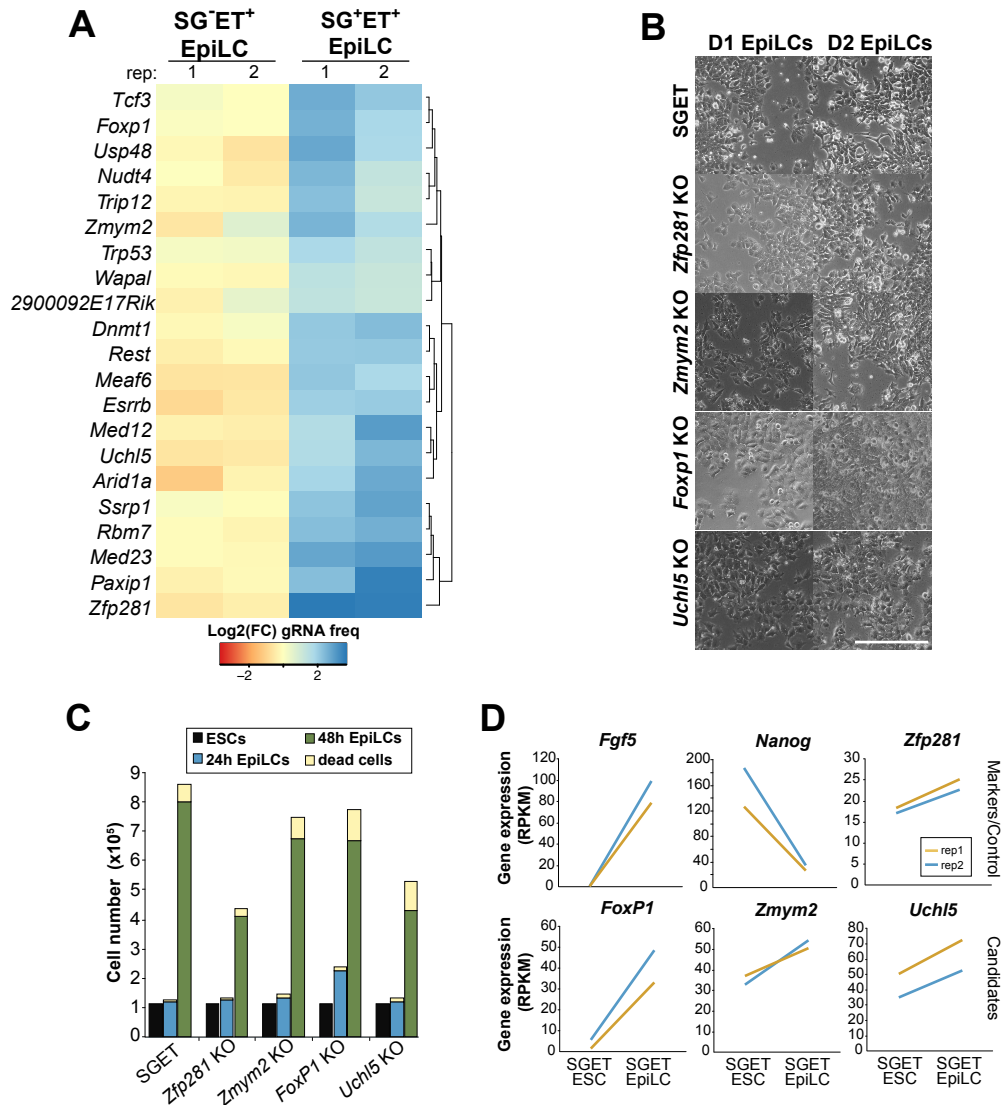 A
SG⁻ET⁺ EpiLC
SG⁺ET⁺ EpiLC
rep: 1 2 1 2
Tcf3
Foxp1
Usp48
Nudt4
Trip12
Zmym2
Trp53
Wapal
2900092E17Rik
Dnmt1
Rest
Meaf6
Esrrb
Med12
Uchl5
Arid1a
Ssrp1
Rbm7
Med23
Paxip1
Zfp281
Log2(FC) gRNA freq
−2 2
B
D1 EpiLCs D2 EpiLCs
SGET
Zfp281 KO
Zmym2 KO
Foxp1 KO
Uchl5 KO
C
ESCs 48h EpiLCs
24h EpiLCs dead cells
Cell number (x10⁵)
9
8
7
6
5
4
3
2
1
0
SGET
Zfp281 KO
Zmym2 KO
FoxP1 KO
Uchl5 KO
D
Fgf5
Gene expression (RPKM)
120
100
80
60
40
20
0
Nanog
200
160
120
80
40
0
Zfp281
30
25
20
15
10
5
0
rep1
rep2
Markers/Control
FoxP1
Gene expression (RPKM)
60
50
40
30
20
10
0
SGET ESC
SGET EpiLC
Zmym2
60
50
40
30
20
10
0
SGET ESC
SGET EpiLC
Uchl5
80
70
60
50
40
30
20
10
0
SGET ESC
SGET EpiLC
Candidates